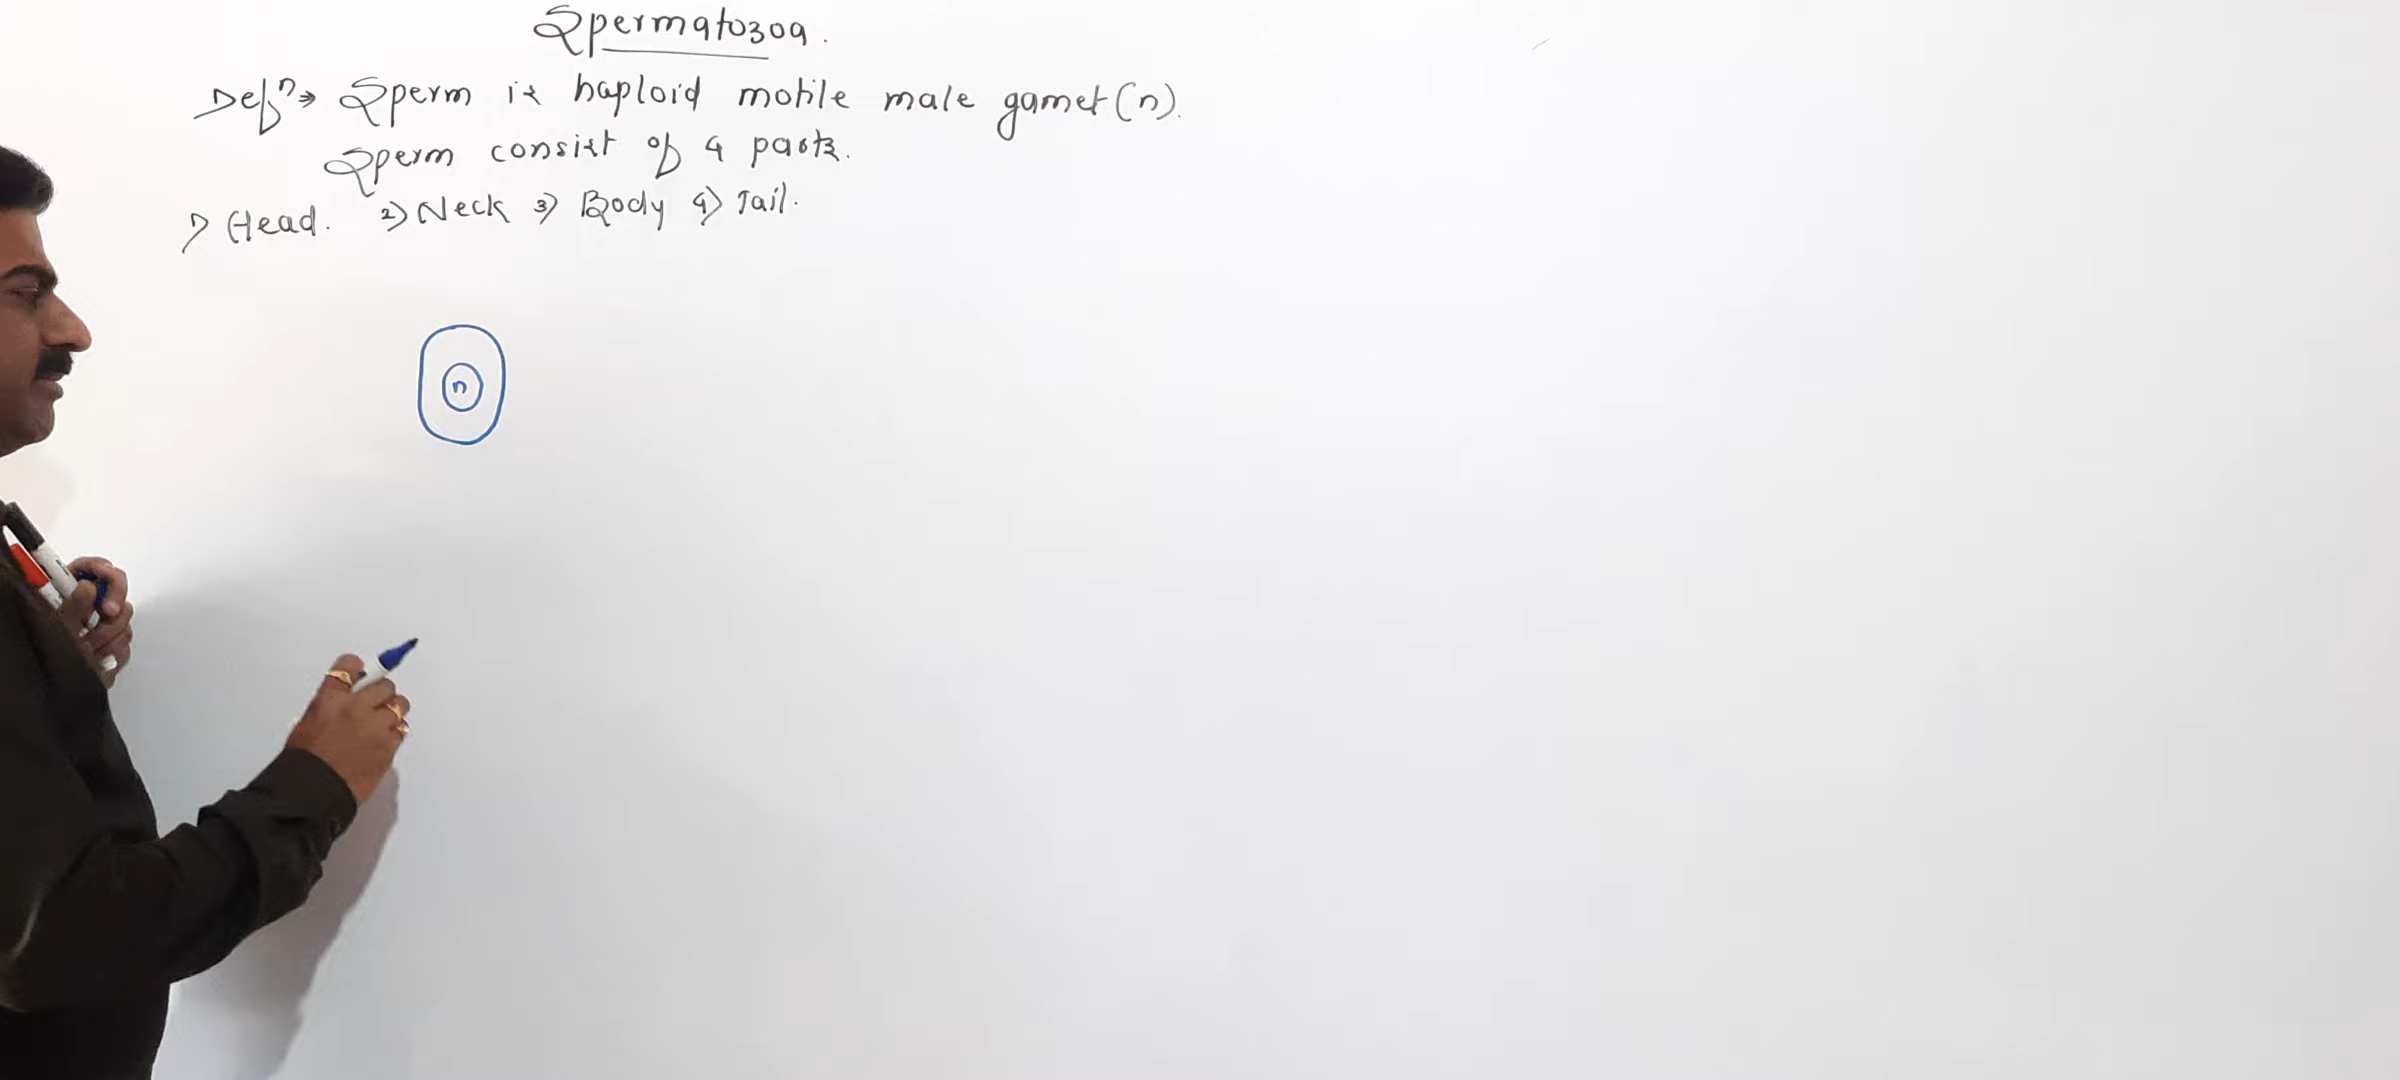 Spermatozoa.
Defⁿ → Sperm is haploid motile male gamet (n).
Sperm consist of 4 parts.
1) Head. 2) Neck 3) Body 4) Tail.
n